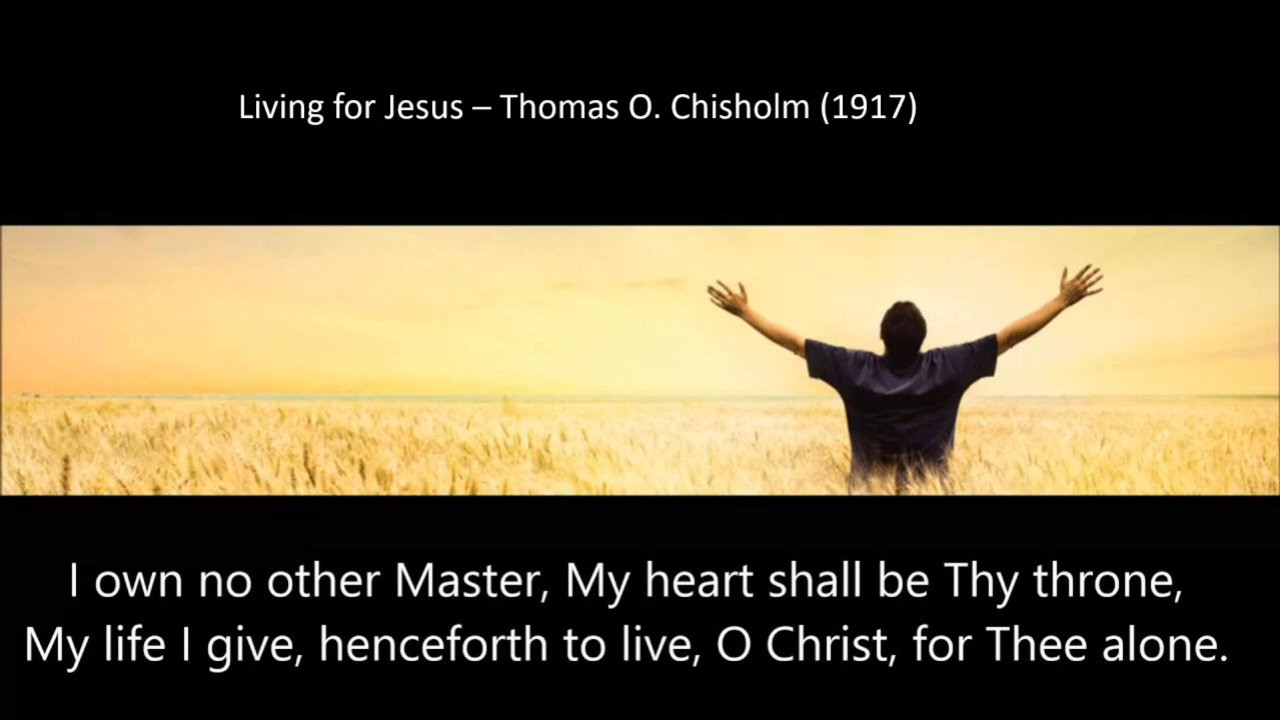 Living for Jesus – Thomas O. Chisholm (1917)
I own no other Master, My heart shall be Thy throne,
My life I give, henceforth to live, O Christ, for Thee alone.